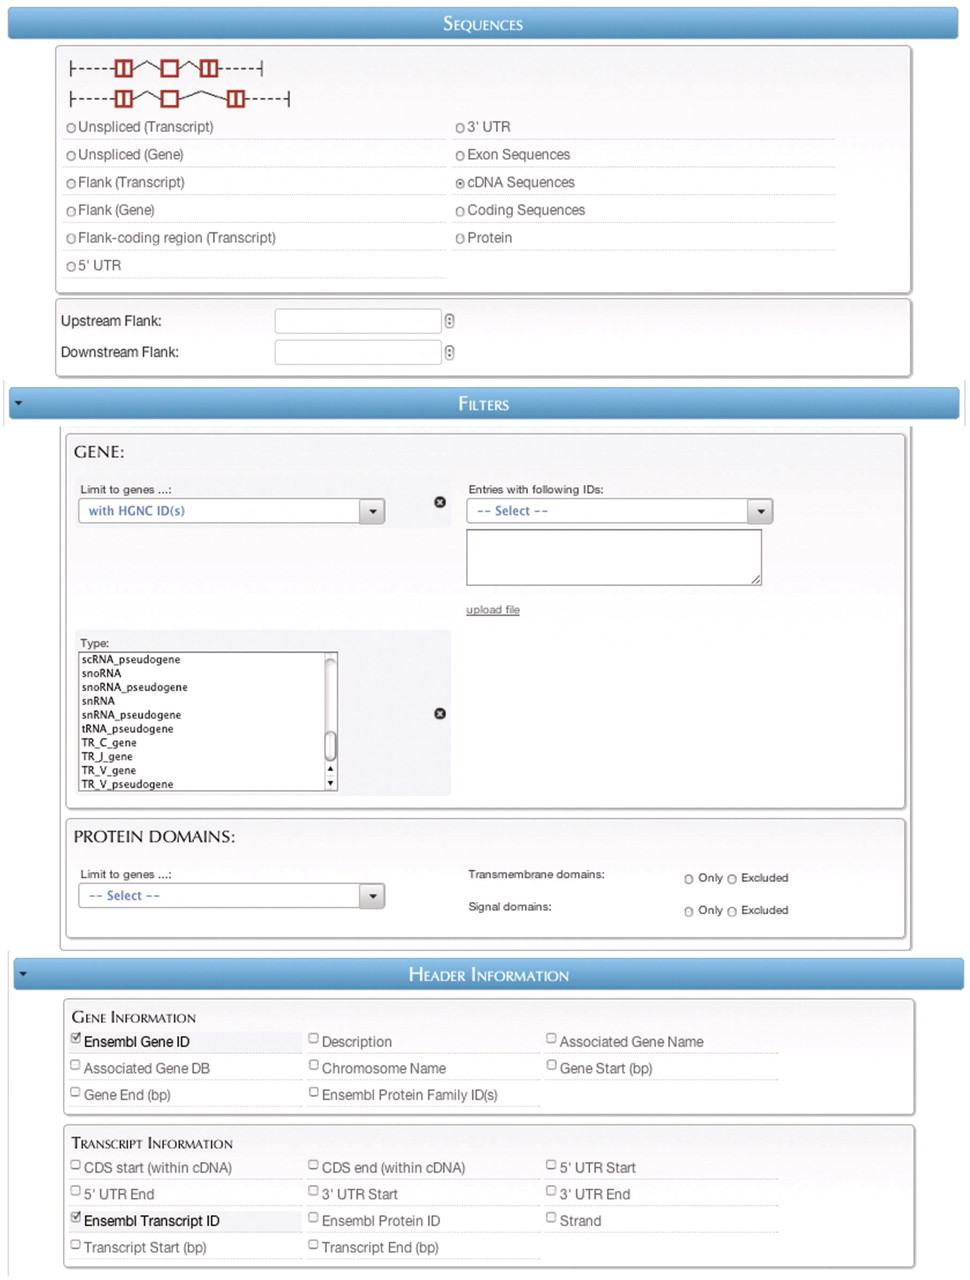 SEQUENCES
Unspliced (Transcript)
3' UTR
Unspliced (Gene)
Exon Sequences
Flank (Transcript)
cDNA Sequences
Flank (Gene)
Coding Sequences
Flank-coding region (Transcript)
Protein
5' UTR
Upstream Flank:
Downstream Flank:
FILTERS
GENE:
Limit to genes ...:
Entries with following IDs:
with HGNC ID(s)
-- Select --
upload file
Type:
scRNA_pseudogene
snoRNA
snoRNA_pseudogene
snRNA
snRNA_pseudogene
tRNA_pseudogene
TR_C_gene
TR_J_gene
TR_V_gene
TR_V_pseudogene
PROTEIN DOMAINS:
Limit to genes ...:
-- Select --
Transmembrane domains:
Only Excluded
Signal domains:
Only Excluded
HEADER INFORMATION
GENE INFORMATION
Ensembl Gene ID
Description
Associated Gene Name
Associated Gene DB
Chromosome Name
Gene Start (bp)
Gene End (bp)
Ensembl Protein Family ID(s)
TRANSCRIPT INFORMATION
CDS start (within cDNA)
CDS end (within cDNA)
5' UTR Start
5' UTR End
3' UTR Start
3' UTR End
Ensembl Transcript ID
Ensembl Protein ID
Strand
Transcript Start (bp)
Transcript End (bp)